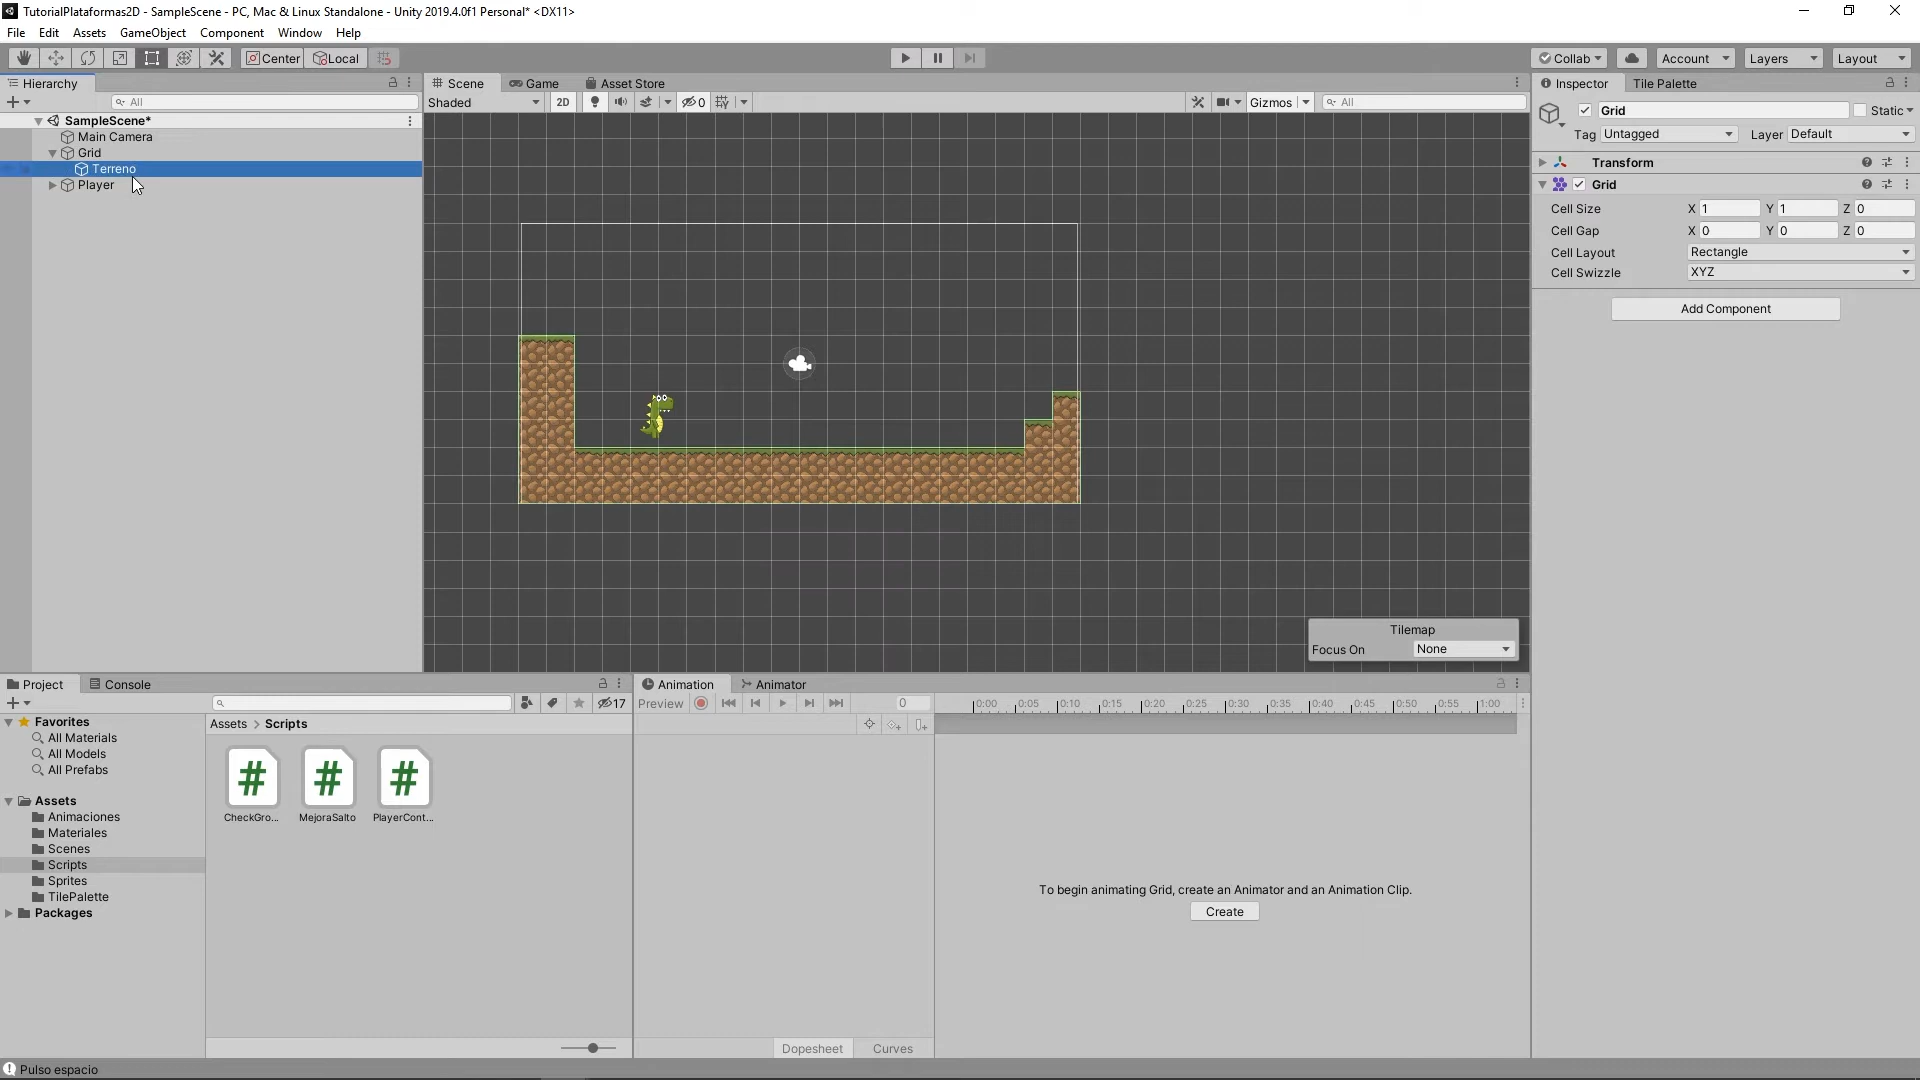 TutorialPlataformas2D - SampleScene - PC, Mac & Linux Standalone - Unity 2019.4.0f1 Personal* <DX11>
File Edit Assets GameObject Component Window Help
Center Local Collab Account Layers Layout
Hierarchy
All
SampleScene*
Main Camera
Grid
Terreno
Player
Scene Game Asset Store
Shaded 2D 0 Gizmos All
Tilemap
Focus On None
Inspector Tile Palette
Grid Static
Tag Untagged Layer Default
Transform
Grid
Cell Size X 1 Y 1 Z 0
Cell Gap X 0 Y 0 Z 0
Cell Layout Rectangle
Cell Swizzle XYZ
Add Component
Project Console
17
Favorites
All Materials
All Models
All Prefabs
Assets
Animaciones
Materiales
Scenes
Scripts
Sprites
TilePalette
Packages
Assets > Scripts
# # #
CheckGro... MejoraSalto PlayerCont...
Animation Animator
Preview 0 0:00 0:05 0:10 0:15 0:20 0:25 0:30 0:35 0:40 0:45 0:50 0:55 1:00
To begin animating Grid, create an Animator and an Animation Clip.
Create
Dopesheet Curves
Pulso espacio